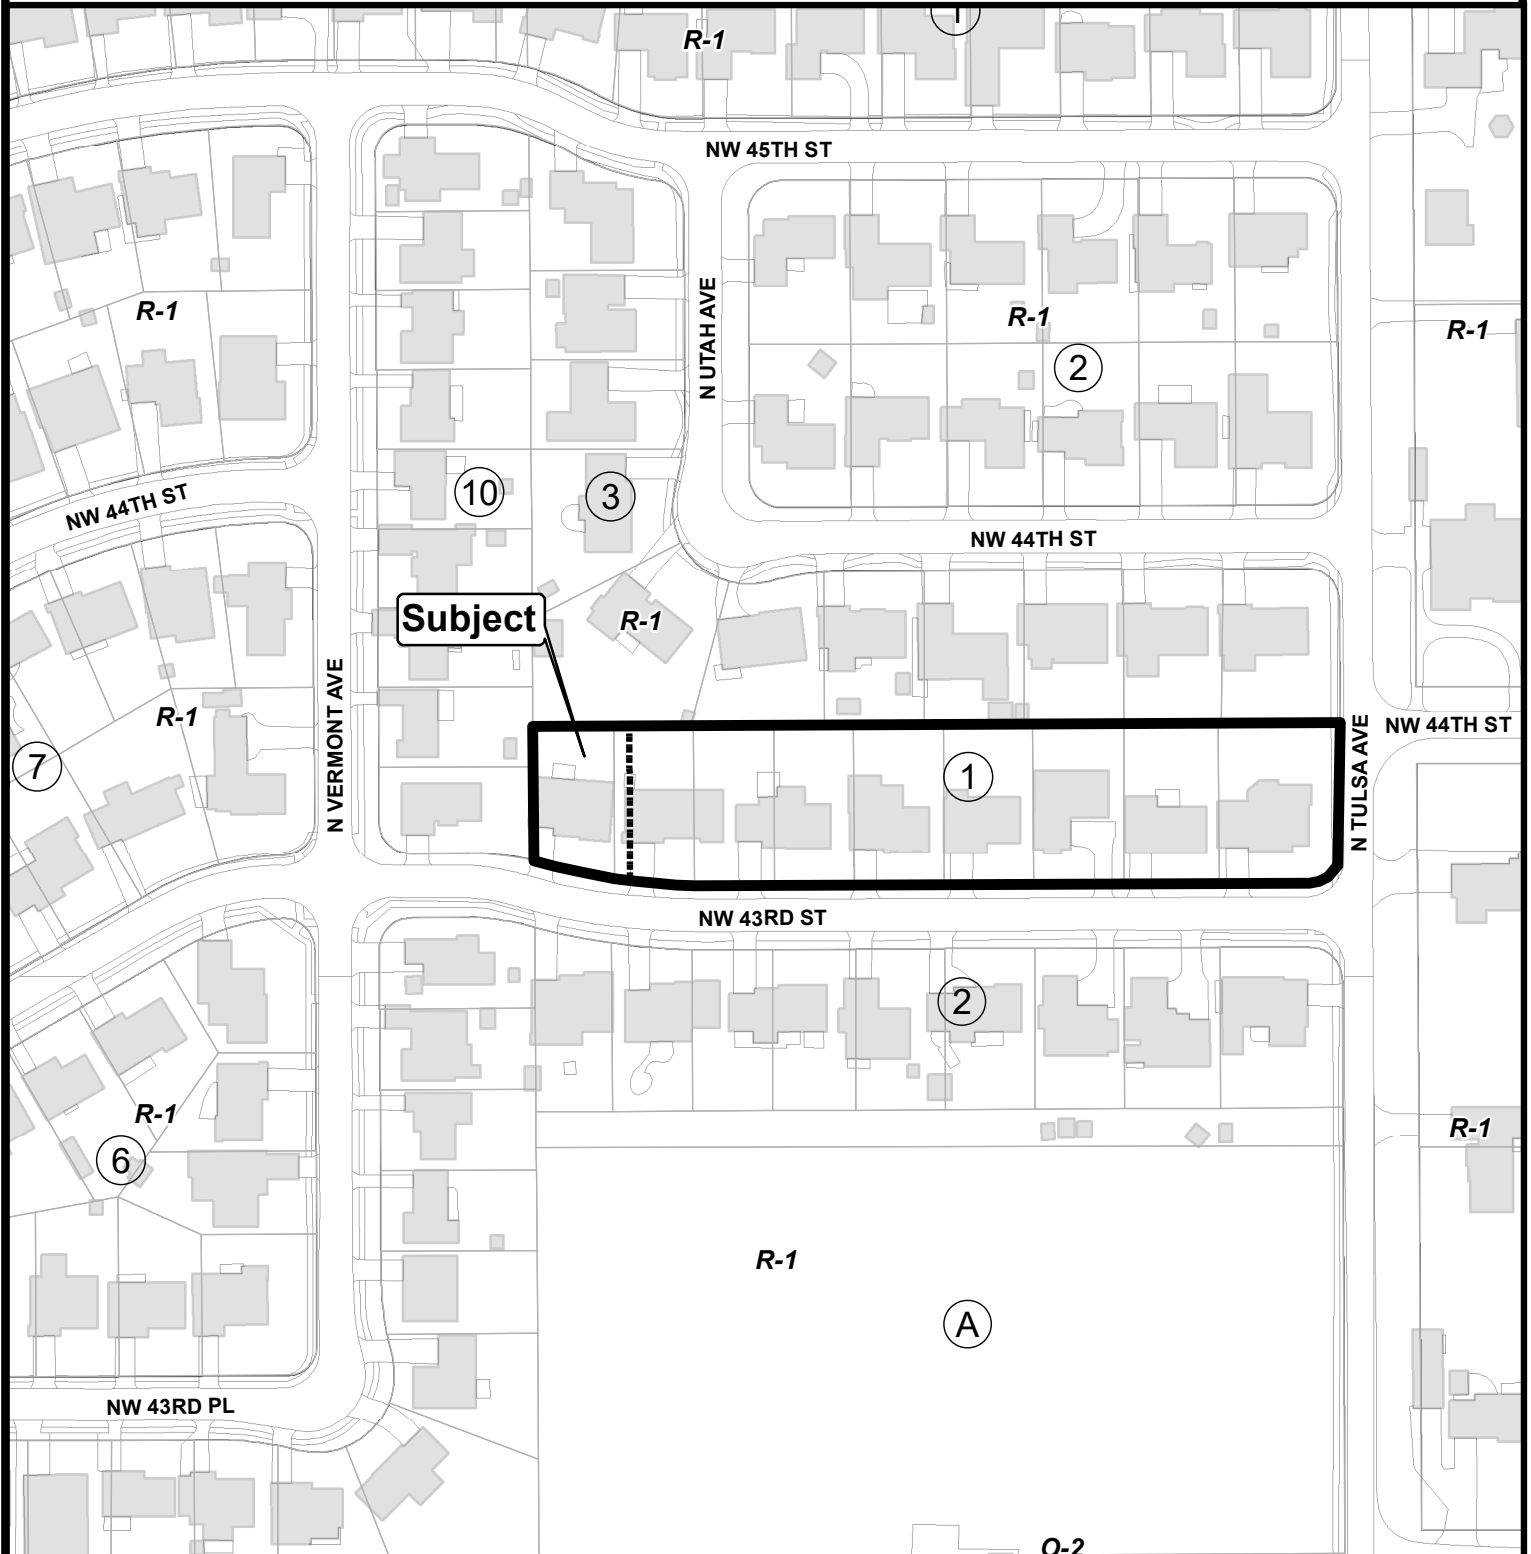 1
R-1
NW 45TH ST
N UTAH AVE
R-1
R-1
R-1
2
10
3
NW 44TH ST
NW 44TH ST
Subject
R-1
N VERMONT AVE
R-1
7
1
N TULSA AVE
NW 44TH ST
NW 43RD ST
2
R-1
6
R-1
R-1
A
NW 43RD PL
O-2